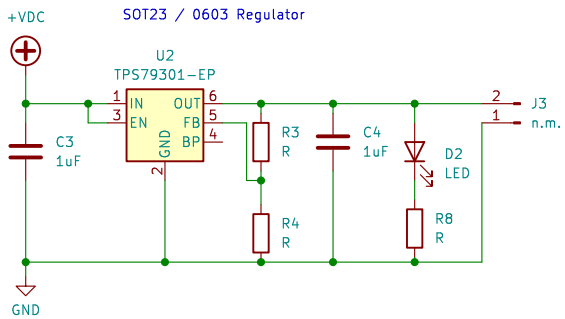 +VDC
SOT23 / 0603 Regulator
U2
TPS79301-EP
1
IN
OUT
6
3
EN
FB
5
BP
4
GND
2
C3
1uF
R3
R
C4
1uF
D2
LED
2
J3
1
n.m.
R4
R
R8
R
GND